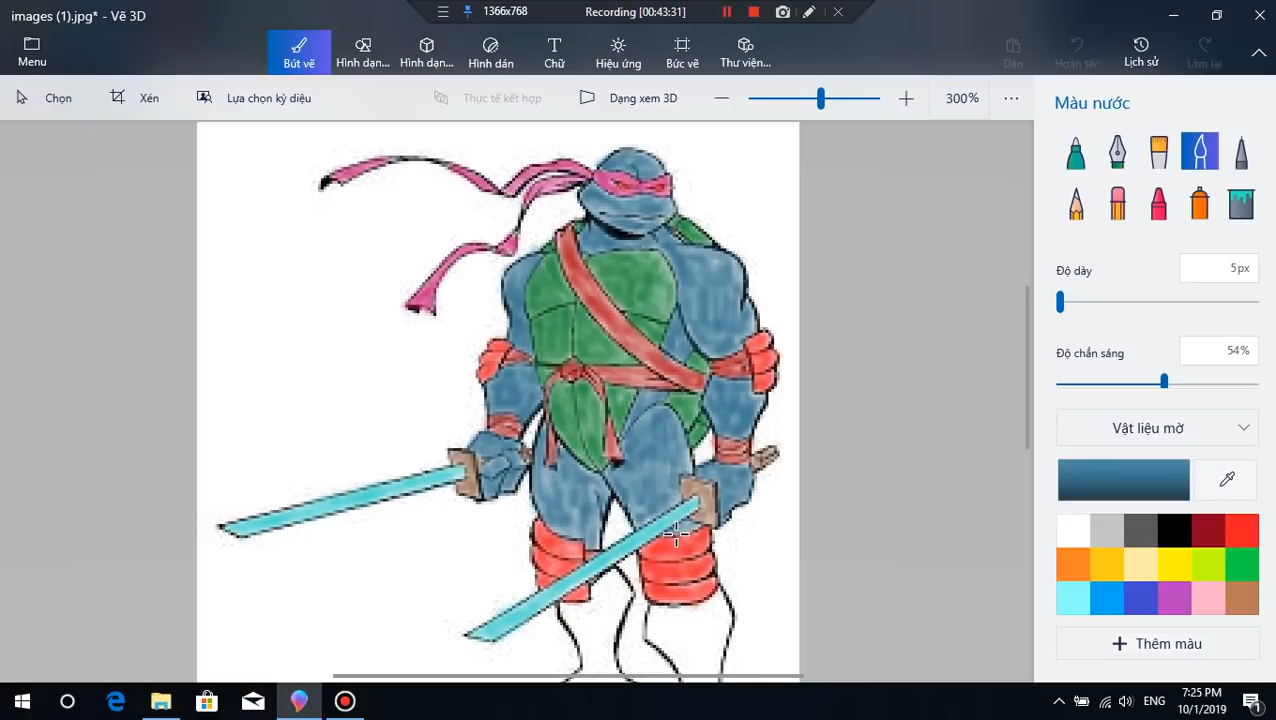 images (1).jpg* - Vẽ 3D
1366x768
Recording [00:43:31]
Menu
Bút vẽ
Hình dạn...
Hình dạn...
Hình dán
Chữ
Hiệu ứng
Bức vẽ
Thư viện...
Dán
Hoàn tác
Lịch sử
Làm lại
Chọn
Xén
Lựa chọn kỳ diệu
Thực tế kết hợp
Dạng xem 3D
300%
Màu nước
Độ dày
5px
Độ chắn sáng
54%
Vật liệu mờ
Thêm màu
ENG
7:25 PM
10/1/2019
1